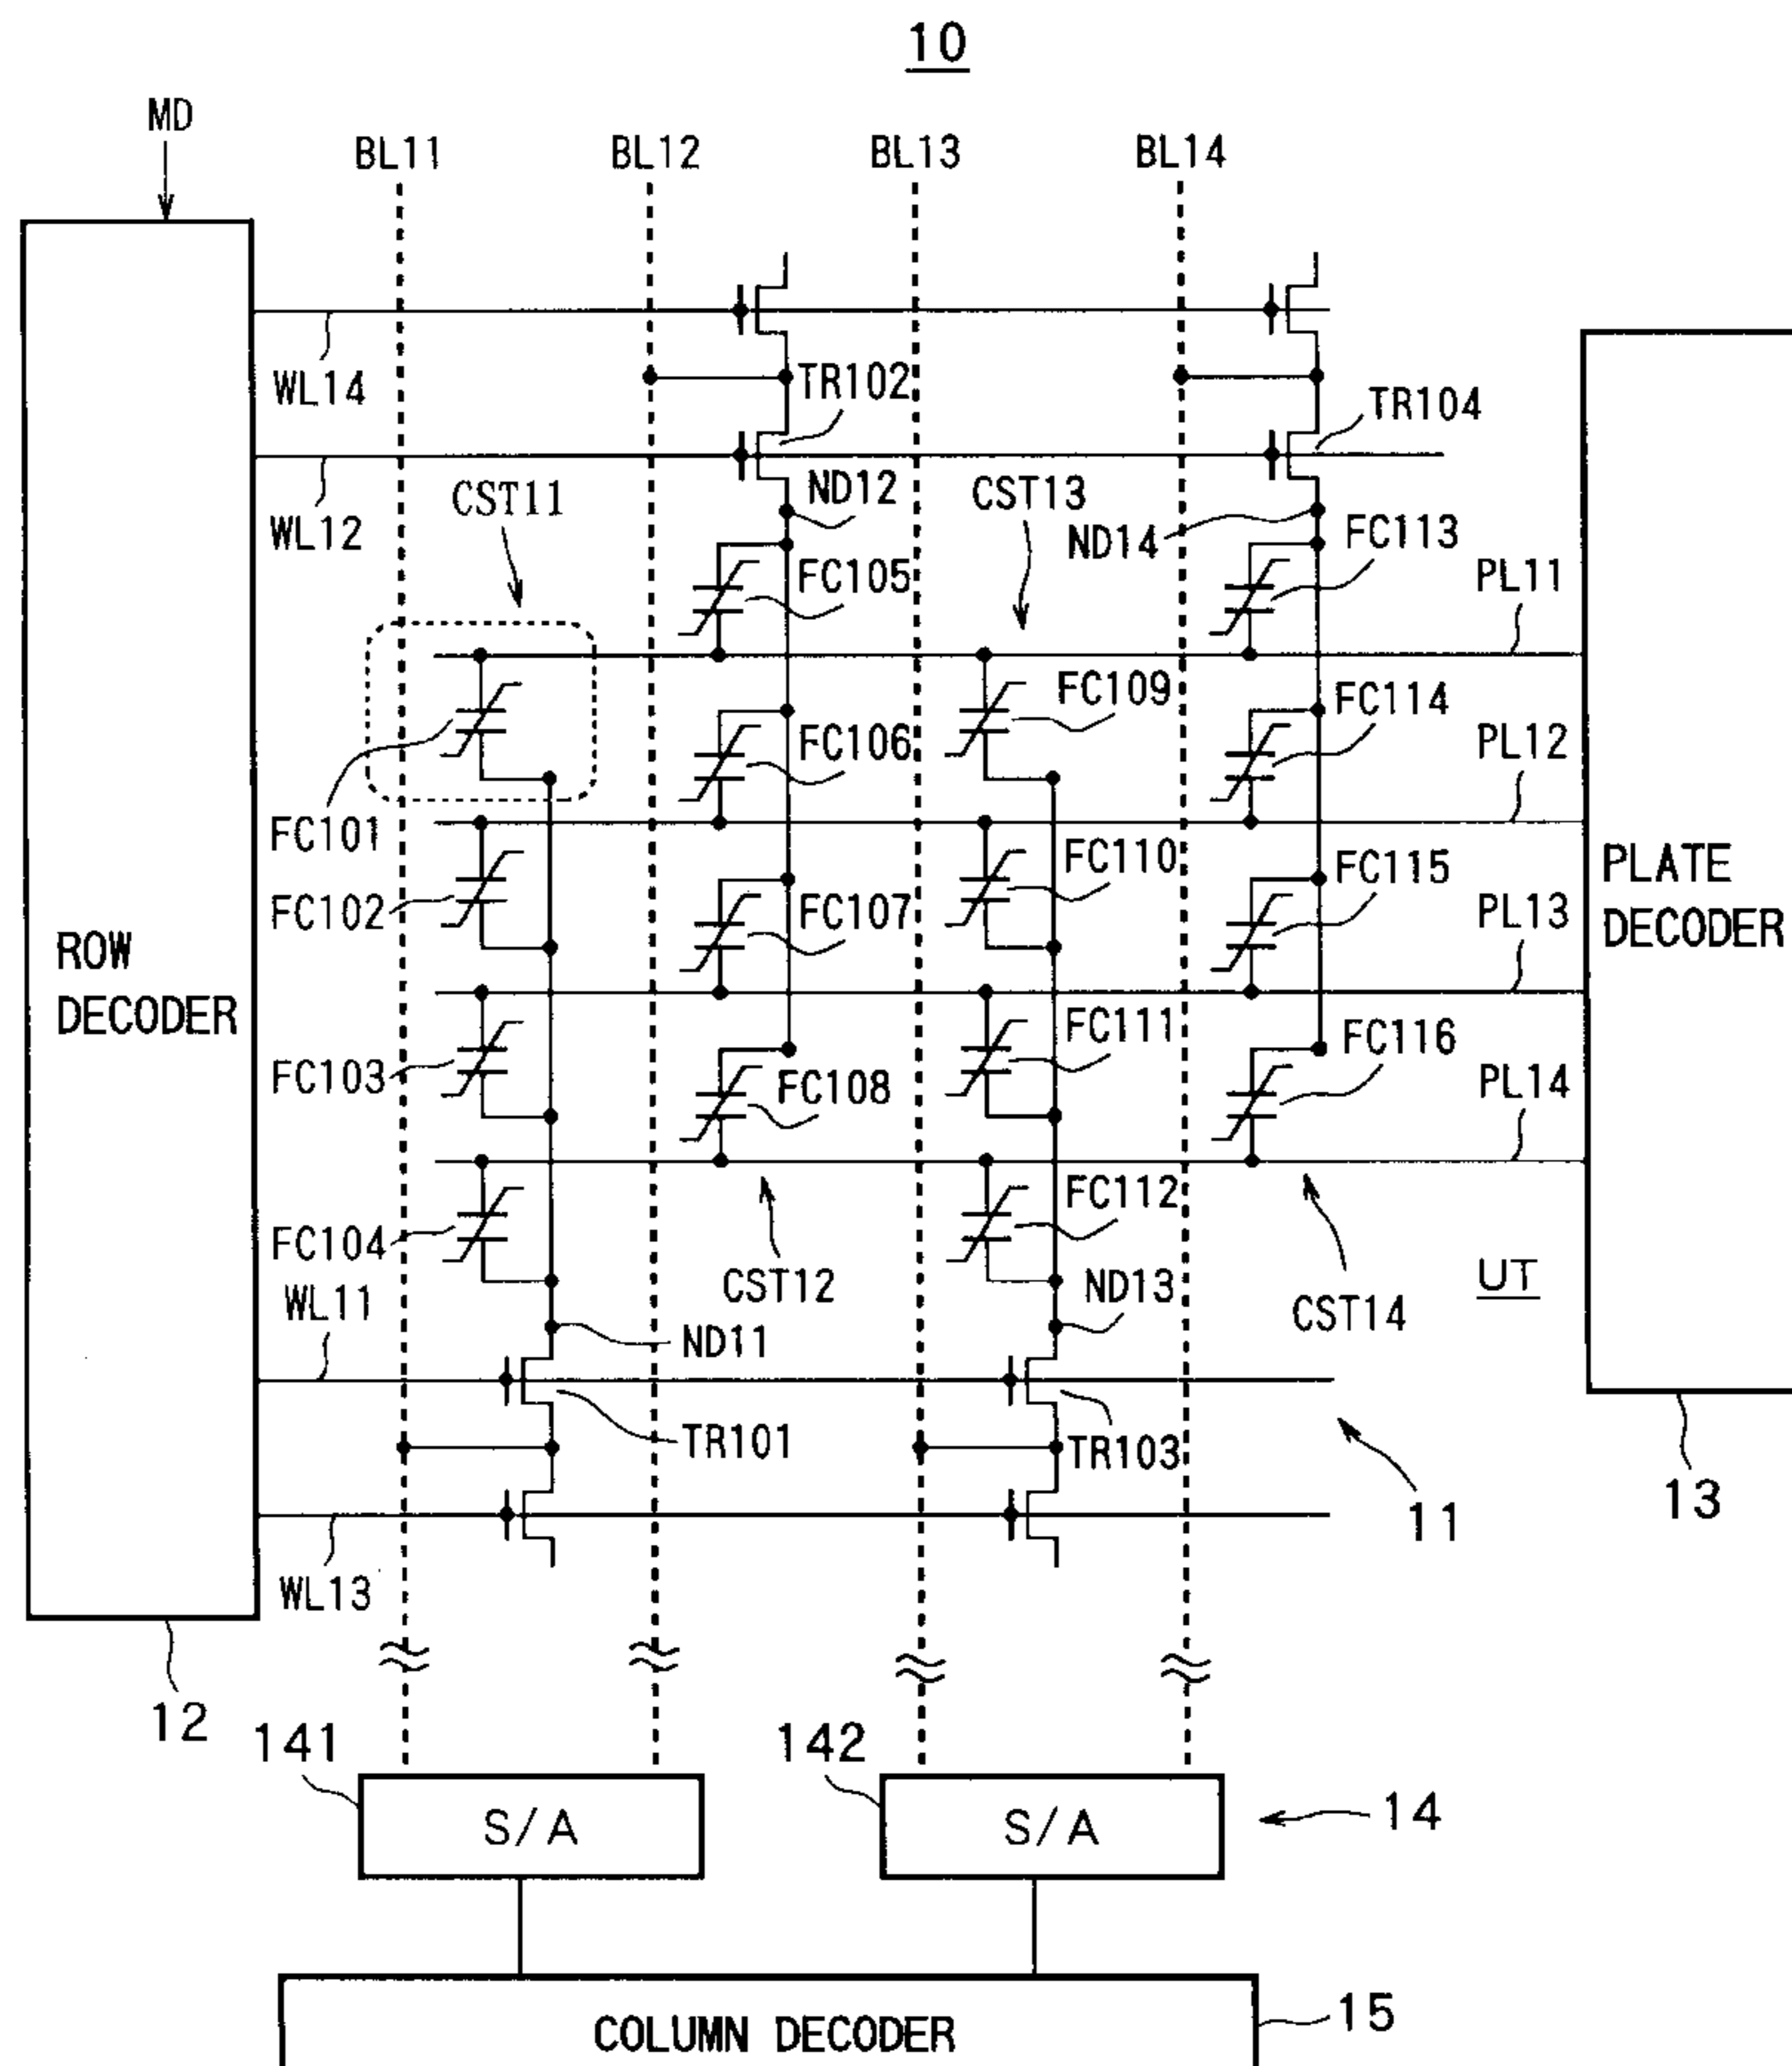 10
MD
BL11
BL12
BL13
BL14
WL14
TR102
TR104
WL12
CST11
ND12
CST13
ND14
FC113
FC105
PL11
FC109
FC114
FC106
PL12
FC101
FC110
FC115
FC102
FC107
PL13
PLATE
DECODER
ROW
DECODER
FC103
FC111
FC116
FC108
PL14
FC104
FC112
WL11
CST12
ND13
CST14
UT
ND11
TR101
TR103
11
13
WL13
12
141
142
S/A
S/A
14
COLUMN DECODER
15